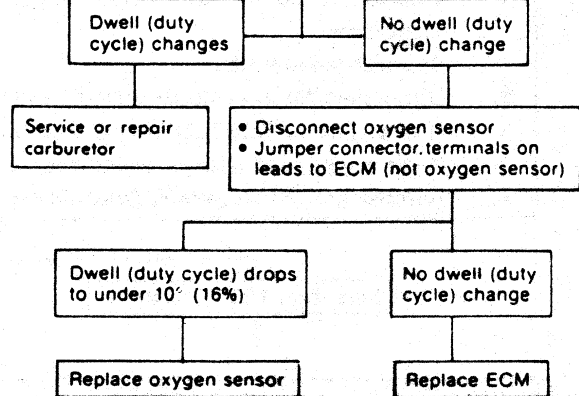 Dwell (duty
cycle) changes
No dwell (duty
cycle) change
Service or repair
carburetor
• Disconnect oxygen sensor
• Jumper connector terminals on
leads to ECM (not oxygen sensor)
Dwell (duty cycle) drops
to under 10° (16%)
No dwell (duty
cycle) change
Replace oxygen sensor
Replace ECM